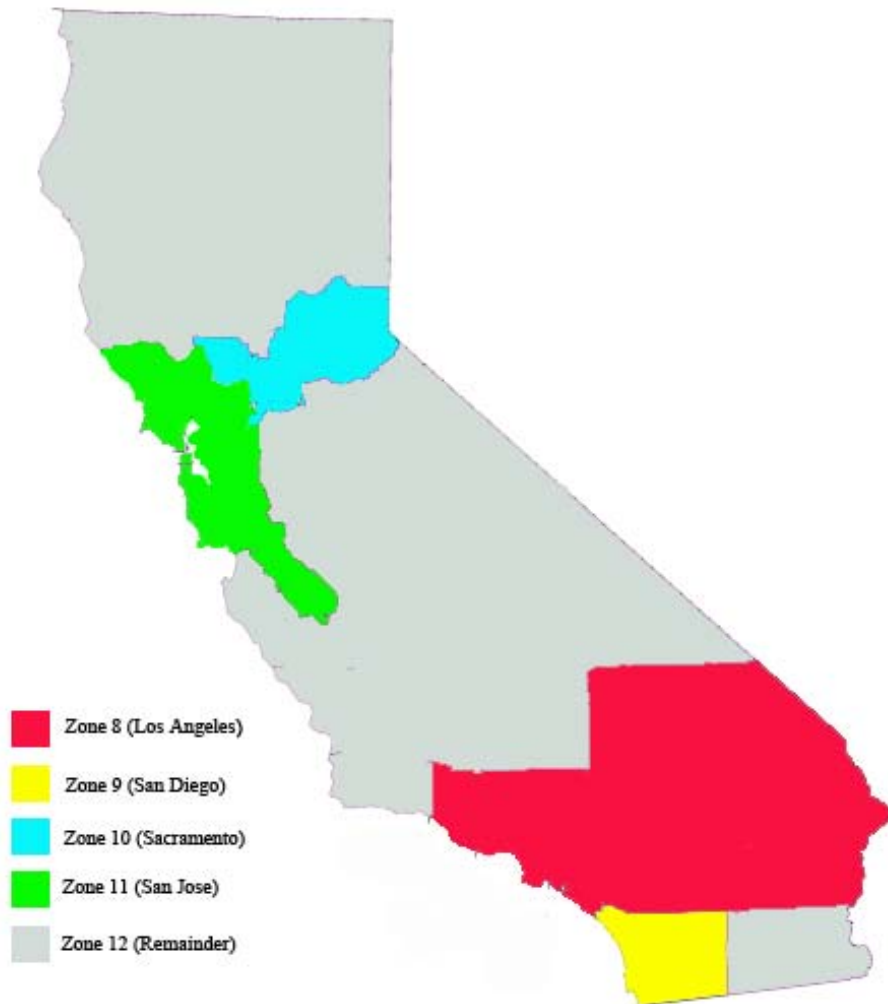 Zone 8 (Los Angeles)
Zone 9 (San Diego)
Zone 10 (Sacramento)
Zone 11 (San Jose)
Zone 12 (Remainder)